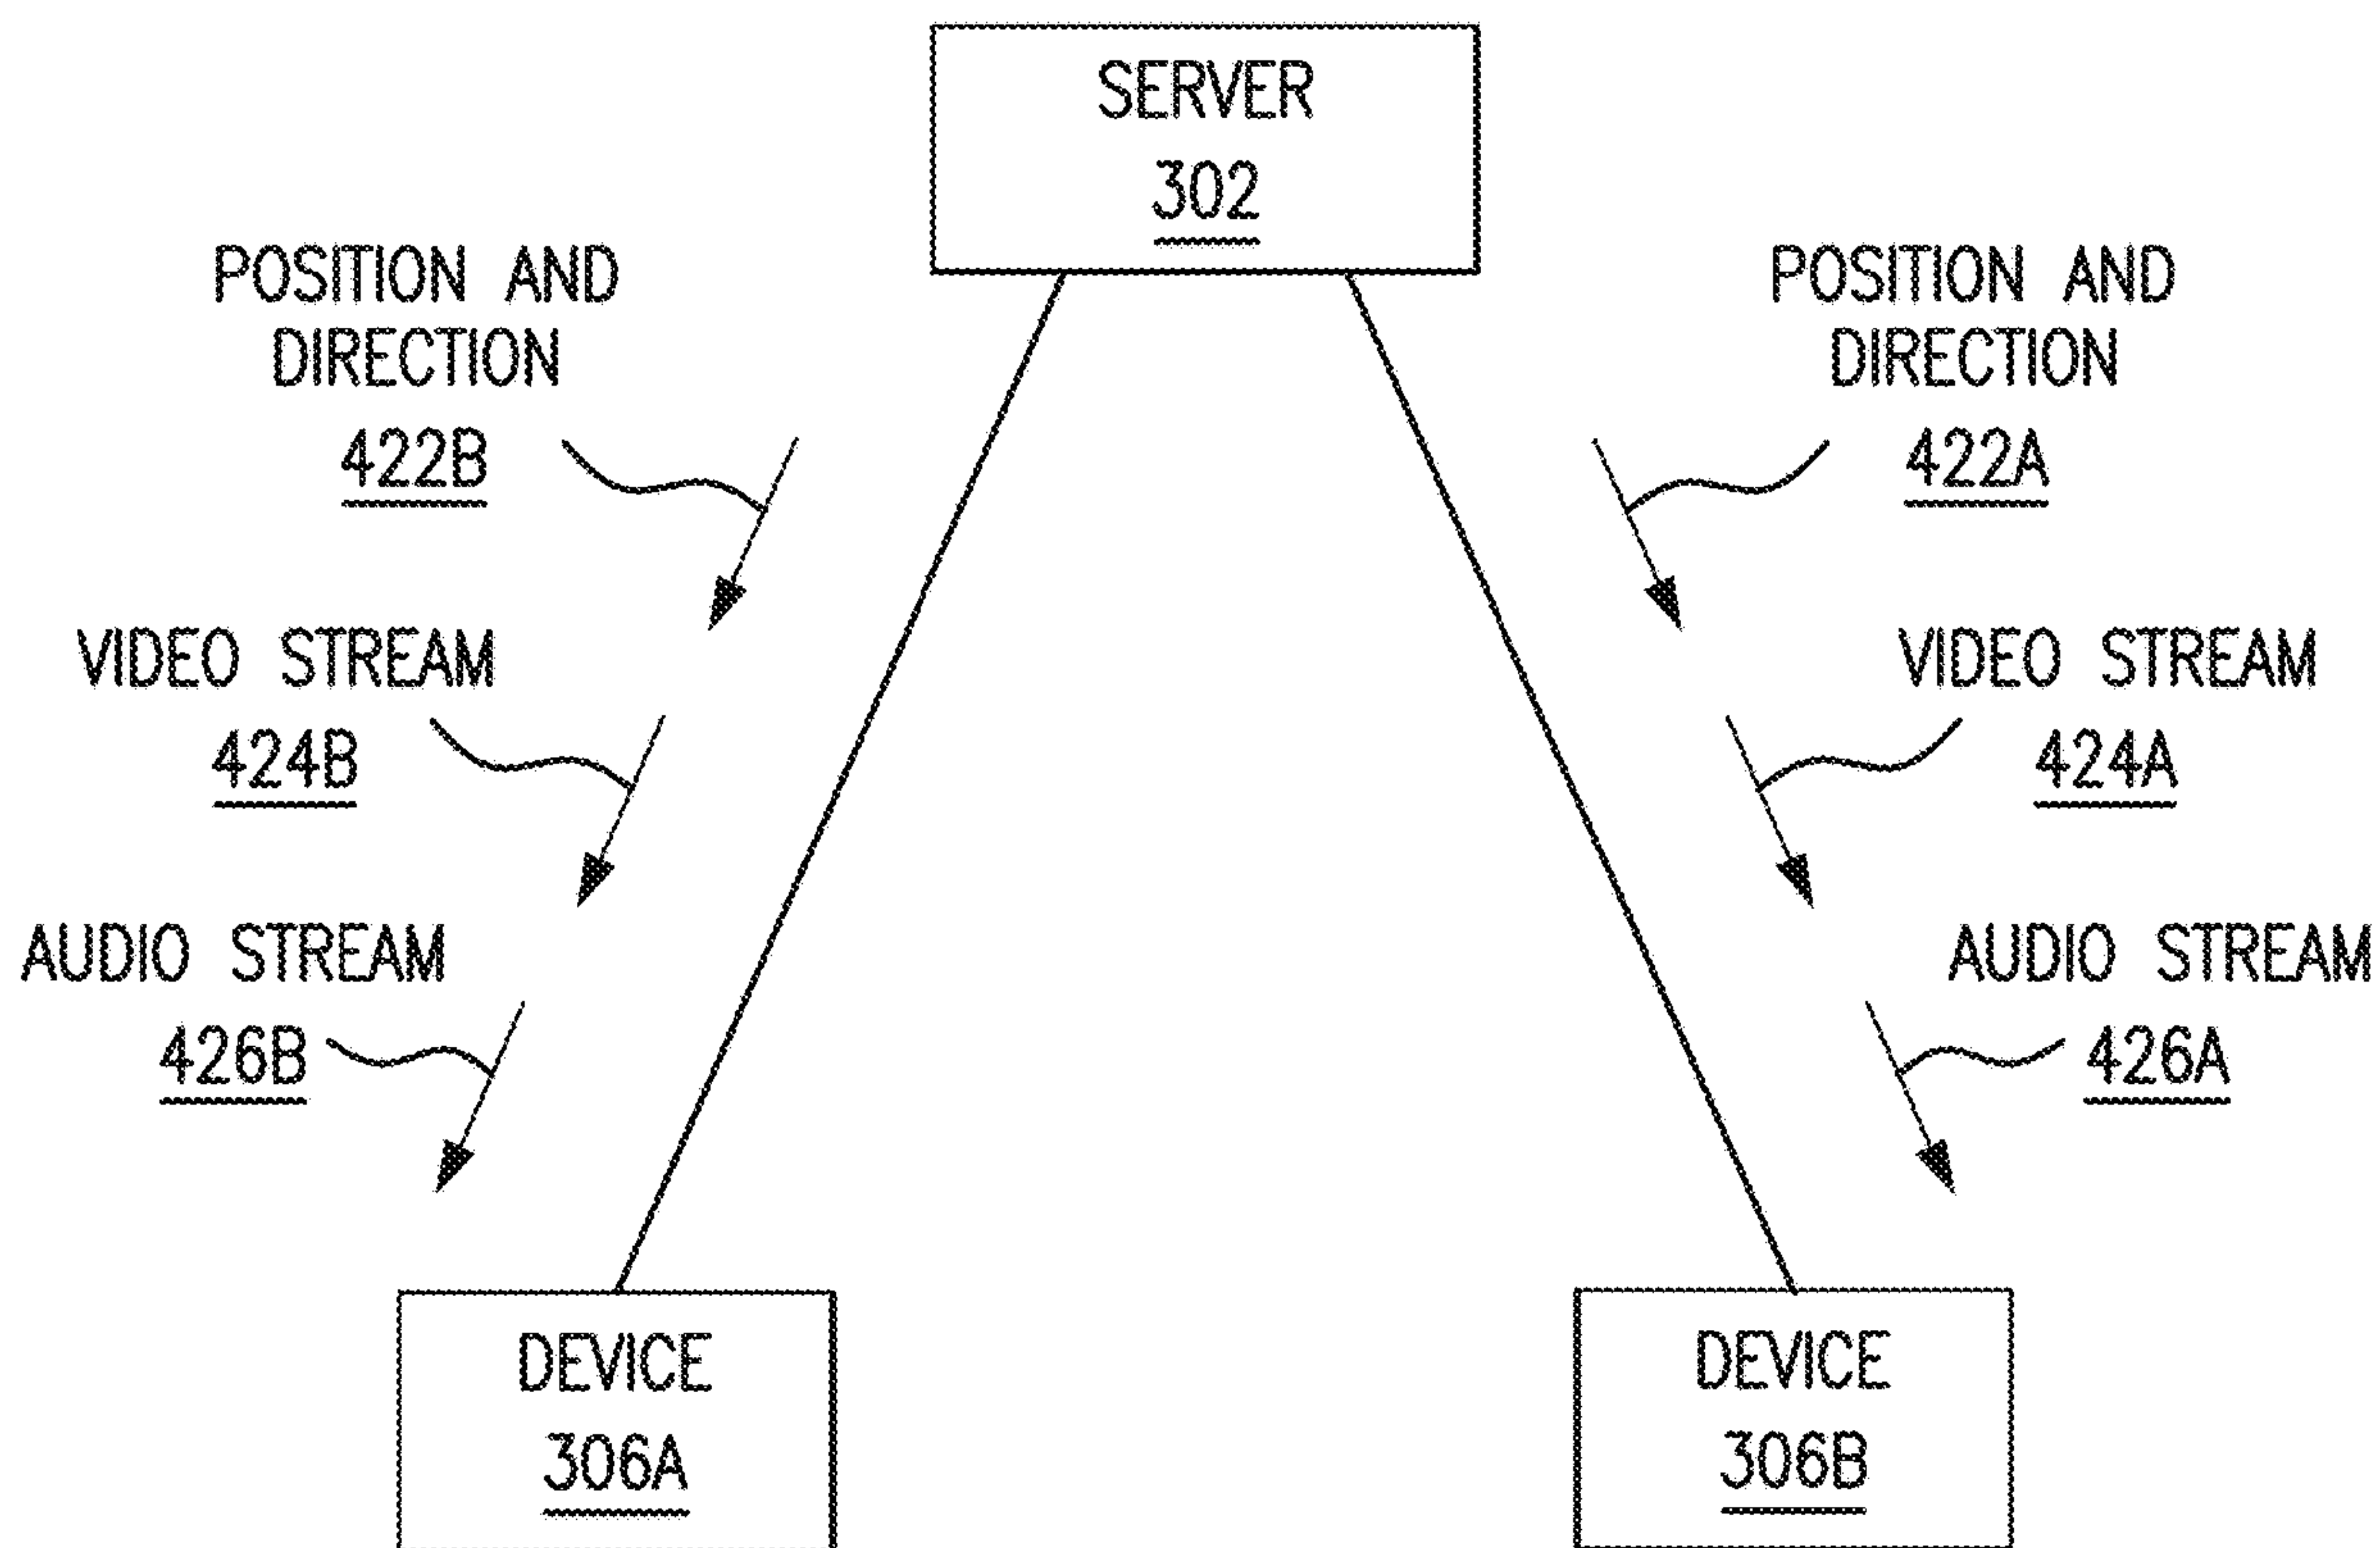 SERVER
302
POSITION AND
DIRECTION
422B
POSITION AND
DIRECTION
422A
VIDEO STREAM
424B
VIDEO STREAM
424A
AUDIO STREAM
426B
AUDIO STREAM
426A
DEVICE
306A
DEVICE
306B